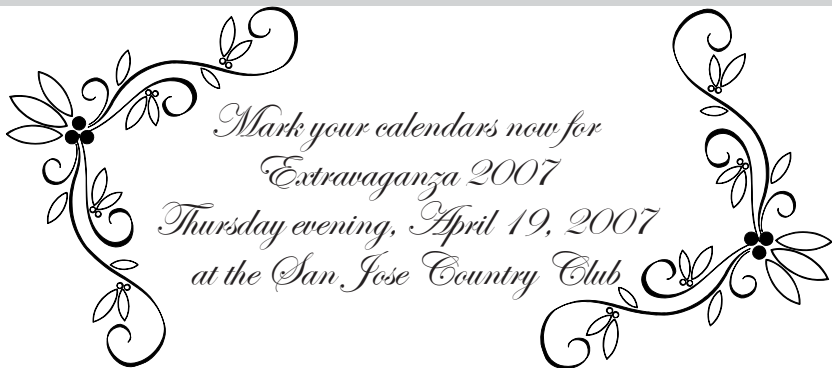 Mark your calendars now for
Extravaganza 2007
Thursday evening, April 19, 2007
at the San Jose Country Club